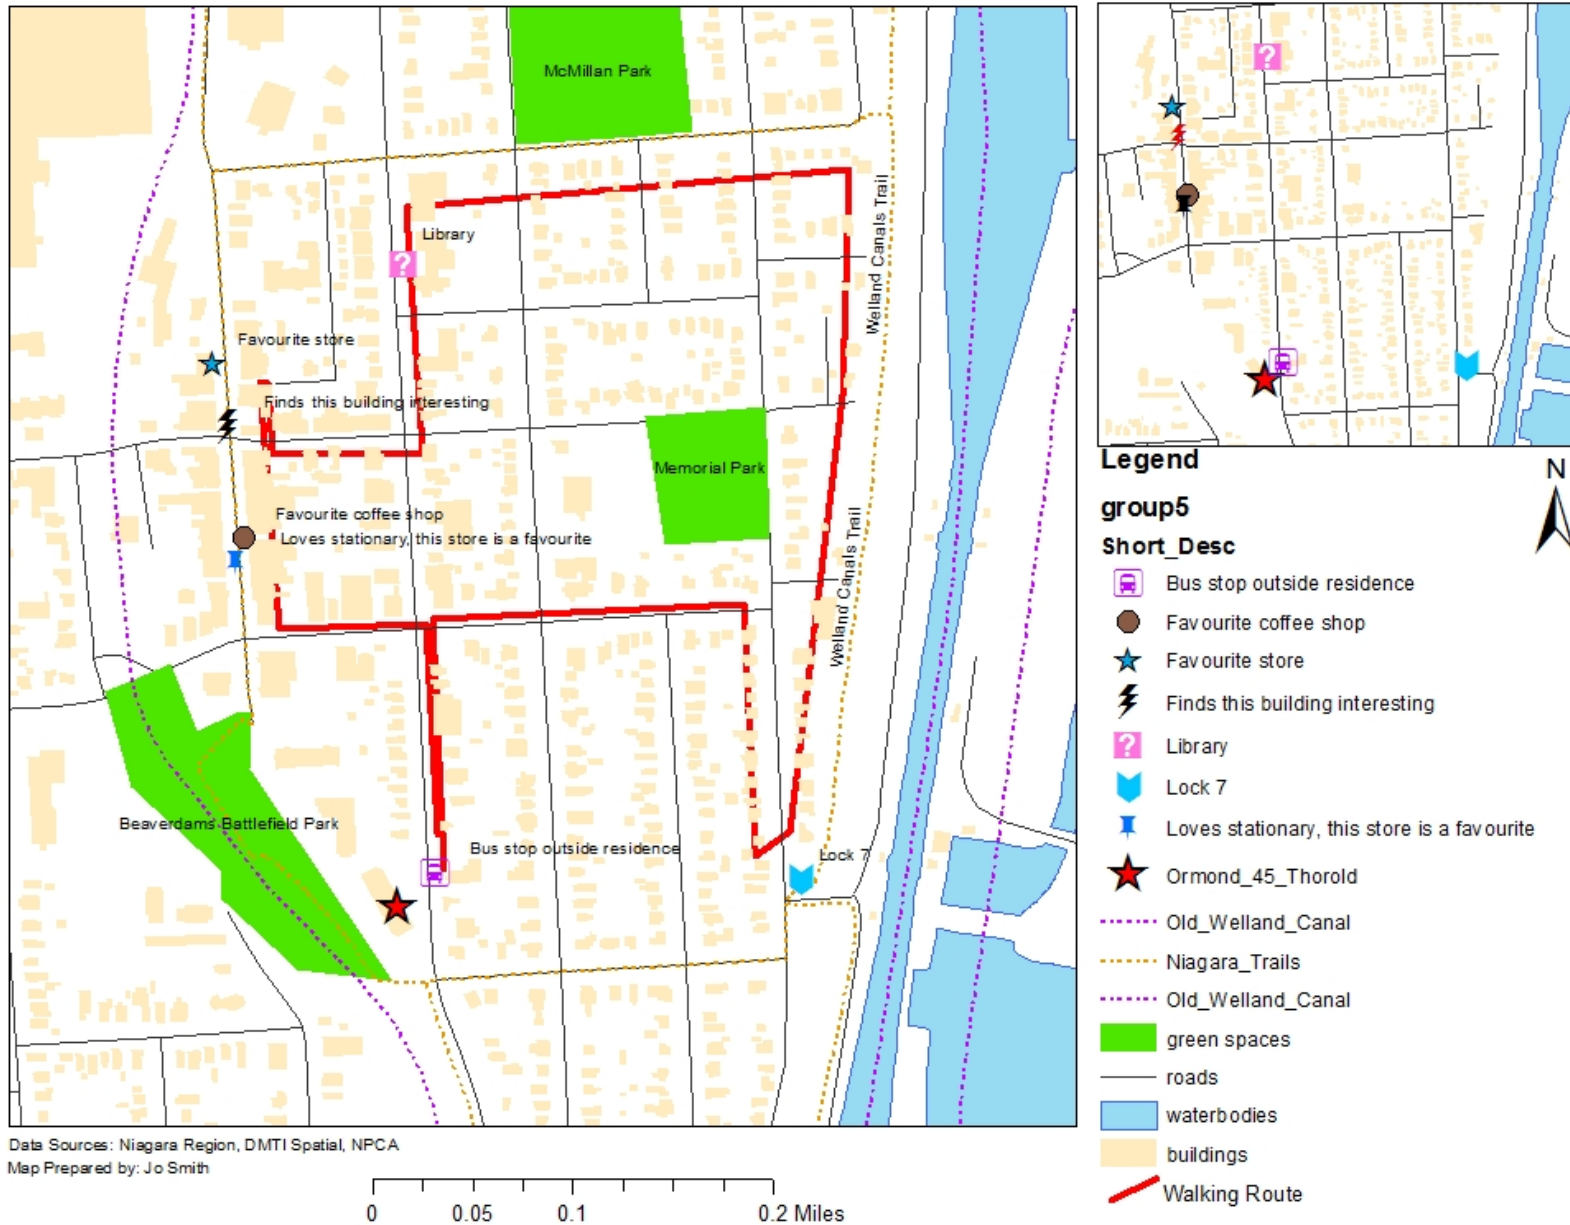 McMillan Park
Welland Canals Trail
Library
?
Favourite store
Finds this building interesting
Memorial Park
Favourite coffee shop
Loves stationary, this store is a favourite
Welland Canals Trail
Beaverdams Battlefield Park
Bus stop outside residence
Lock 7
Data Sources: Niagara Region, DMTI Spatial, NPCA
Map Prepared by: Jo Smith
0 0.05 0.1 0.2 Miles
?
Legend
N
group5
Short_Desc
Bus stop outside residence
Favourite coffee shop
Favourite store
Finds this building interesting
? Library
Lock 7
Loves stationary, this store is a favourite
Ormond_45_Thorold
Old_Welland_Canal
Niagara_Trails
Old_Welland_Canal
green spaces
roads
waterbodies
buildings
Walking Route